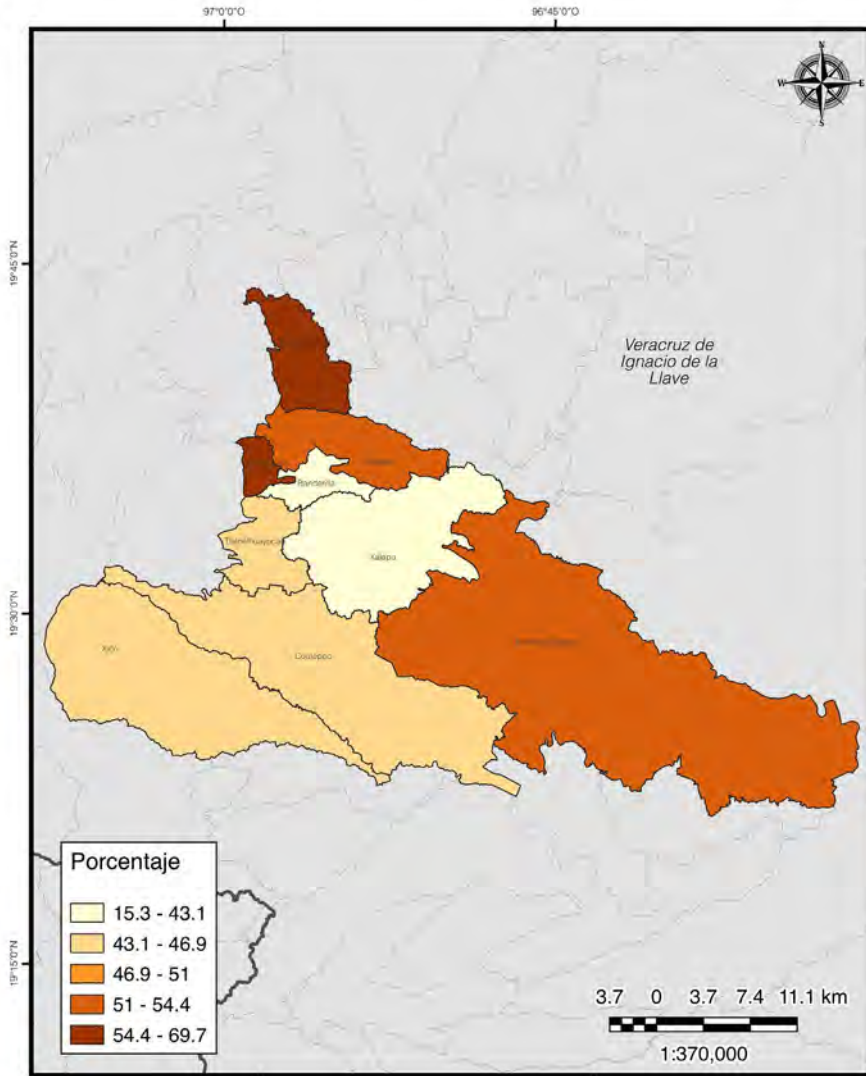 97°0'0"O
96°45'0"O
N
W
E
S
19°45'0"N
Veracruz de
Ignacio de la
Llave
Banderilla
Tlalnelhuayocan
Xalapa
19°30'0"N
Xico
Coatepec
Porcentaje
15.3 - 43.1
43.1 - 46.9
46.9 - 51
51 - 54.4
54.4 - 69.7
19°15'0"N
3.7 0 3.7 7.4 11.1 km
1:370,000